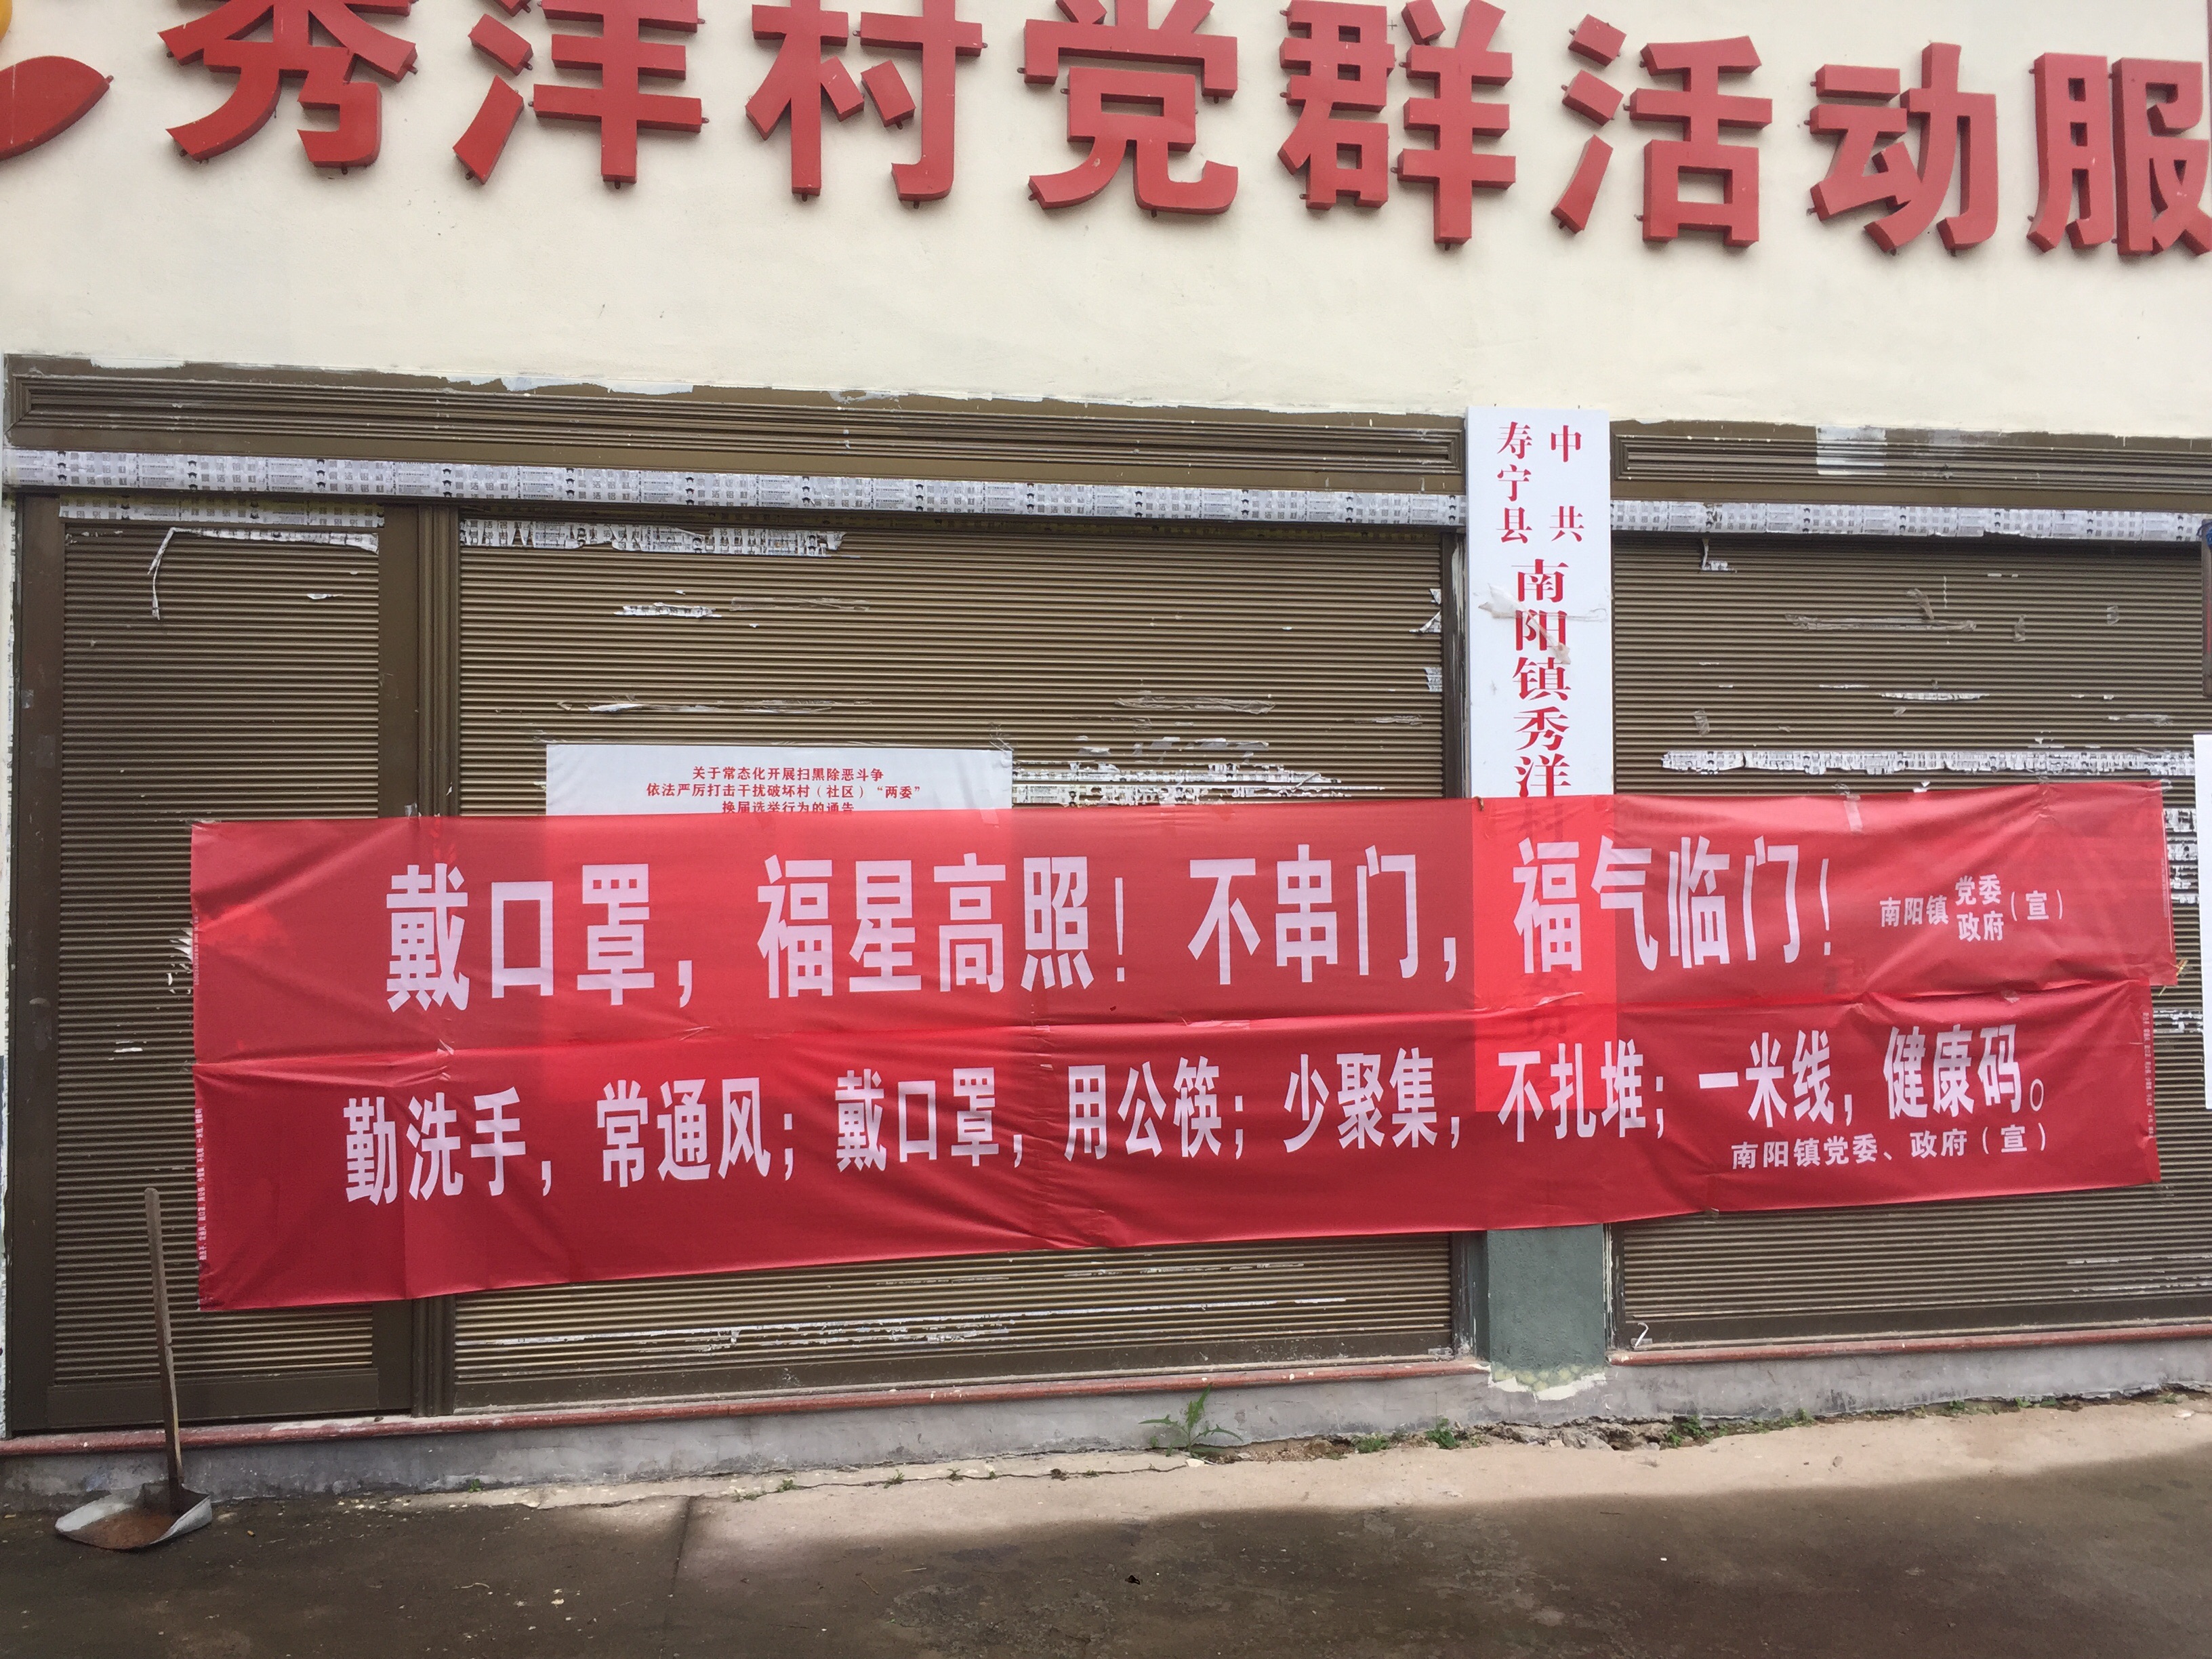 秀洋村党群活动服
中共
寿宁县
南阳镇秀洋
关于常态化开展扫黑除恶斗争
依法严厉打击干扰破坏村（社区）“两委”
换届选举行为的通告
戴口罩，福星高照！不串门，福气临门！
南阳镇党委政府（宣）
勤洗手，常通风；戴口罩，用公筷；少聚集，不扎堆；一米线，健康码。
南阳镇党委、政府（宣）